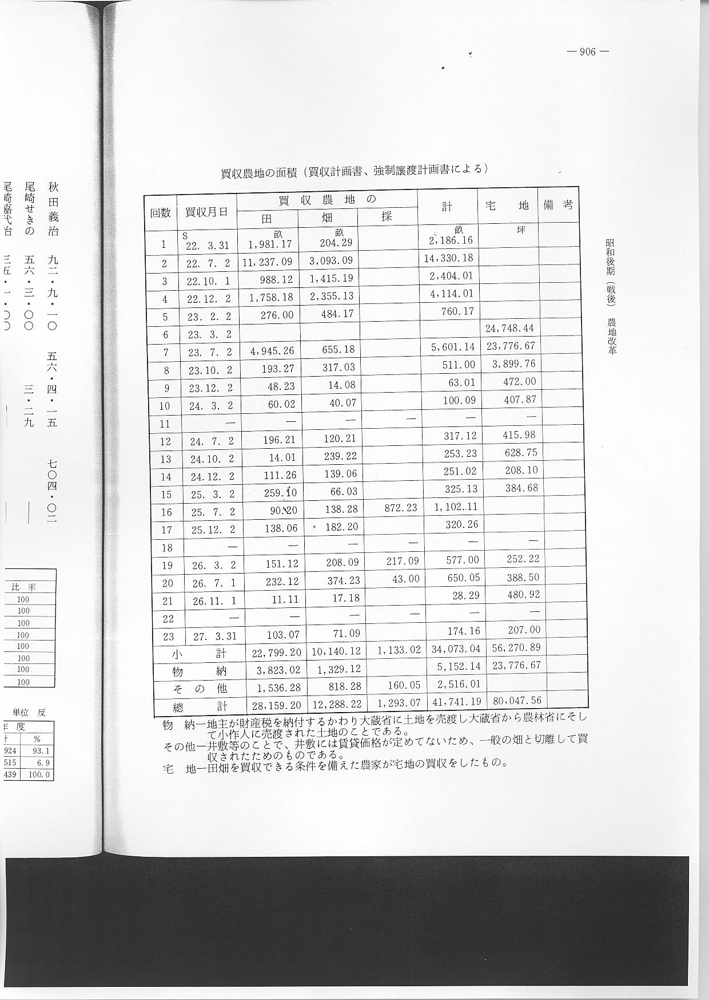 ― 906 ―
昭和後期（戦後） 農地改革
買収農地の面積（買収計画書、強制譲渡計画書による）
回数 買収月日 買収農地の 計 宅地 備考
田 畑 採
1 S 22. 3.31 畝 1,981.17 畝 204.29 畝 2,186.16 坪
2 22. 7. 2 11,237.09 3,093.09 14,330.18
3 22.10. 1 988.12 1,415.19 2,404.01
4 22.12. 2 1,758.18 2,355.13 4,114.01
5 23. 2. 2 276.00 484.17 760.17
6 23. 3. 2 24,748.44
7 23. 7. 2 4,945.26 655.18 5,601.14 23,776.67
8 23.10. 2 193.27 317.03 511.00 3,899.76
9 23.12. 2 48.23 14.08 63.01 472.00
10 24. 3. 2 60.02 40.07 100.09 407.87
11 ― ― ― ― ― ―
12 24. 7. 2 196.21 120.21 317.12 415.98
13 24.10. 2 14.01 239.22 253.23 628.75
14 24.12. 2 111.26 139.06 251.02 208.10
15 25. 3. 2 259.10 66.03 325.13 384.68
16 25. 7. 2 90.20 138.28 872.23 1,102.11
17 25.12. 2 138.06 182.20 320.26
18 ― ― ― ― ― ―
19 26. 3. 2 151.12 208.09 217.09 577.00 252.22
20 26. 7. 1 232.12 374.23 43.00 650.05 388.50
21 26.11. 1 11.11 17.18 28.29 480.92
22 ― ― ― ― ― ―
23 27. 3.31 103.07 71.09 174.16 207.00
小計 22,799.20 10,140.12 1,133.02 34,073.04 56,270.89
物納 3,823.02 1,329.12 5,152.14 23,776.67
その他 1,536.28 818.28 160.05 2,516.01
總計 28,159.20 12,288.22 1,293.07 41,741.19 80,047.56
物　納―地主が財産税を納付するかわり大蔵省に土地を売渡し大蔵省から農林省にそし
て小作人に売渡された土地のことである。
その他―井敷等のことで、井敷には賃貸価格が定めてないため、一般の畑と切離して買
収されたためのものである。
宅　地―田畑を買収できる条件を備えた農家が宅地の買収をしたもの。
秋田義治 九二・九・一〇 五六・四・一五 七〇四・〇二
尾崎せきの 五六・三・〇〇 三・二九 ―
尾崎嘉弌治
比率
100
100
100
100
100
100
100
100
単位 反
年度
計 %
924 93.1
515 6.9
439 100.0